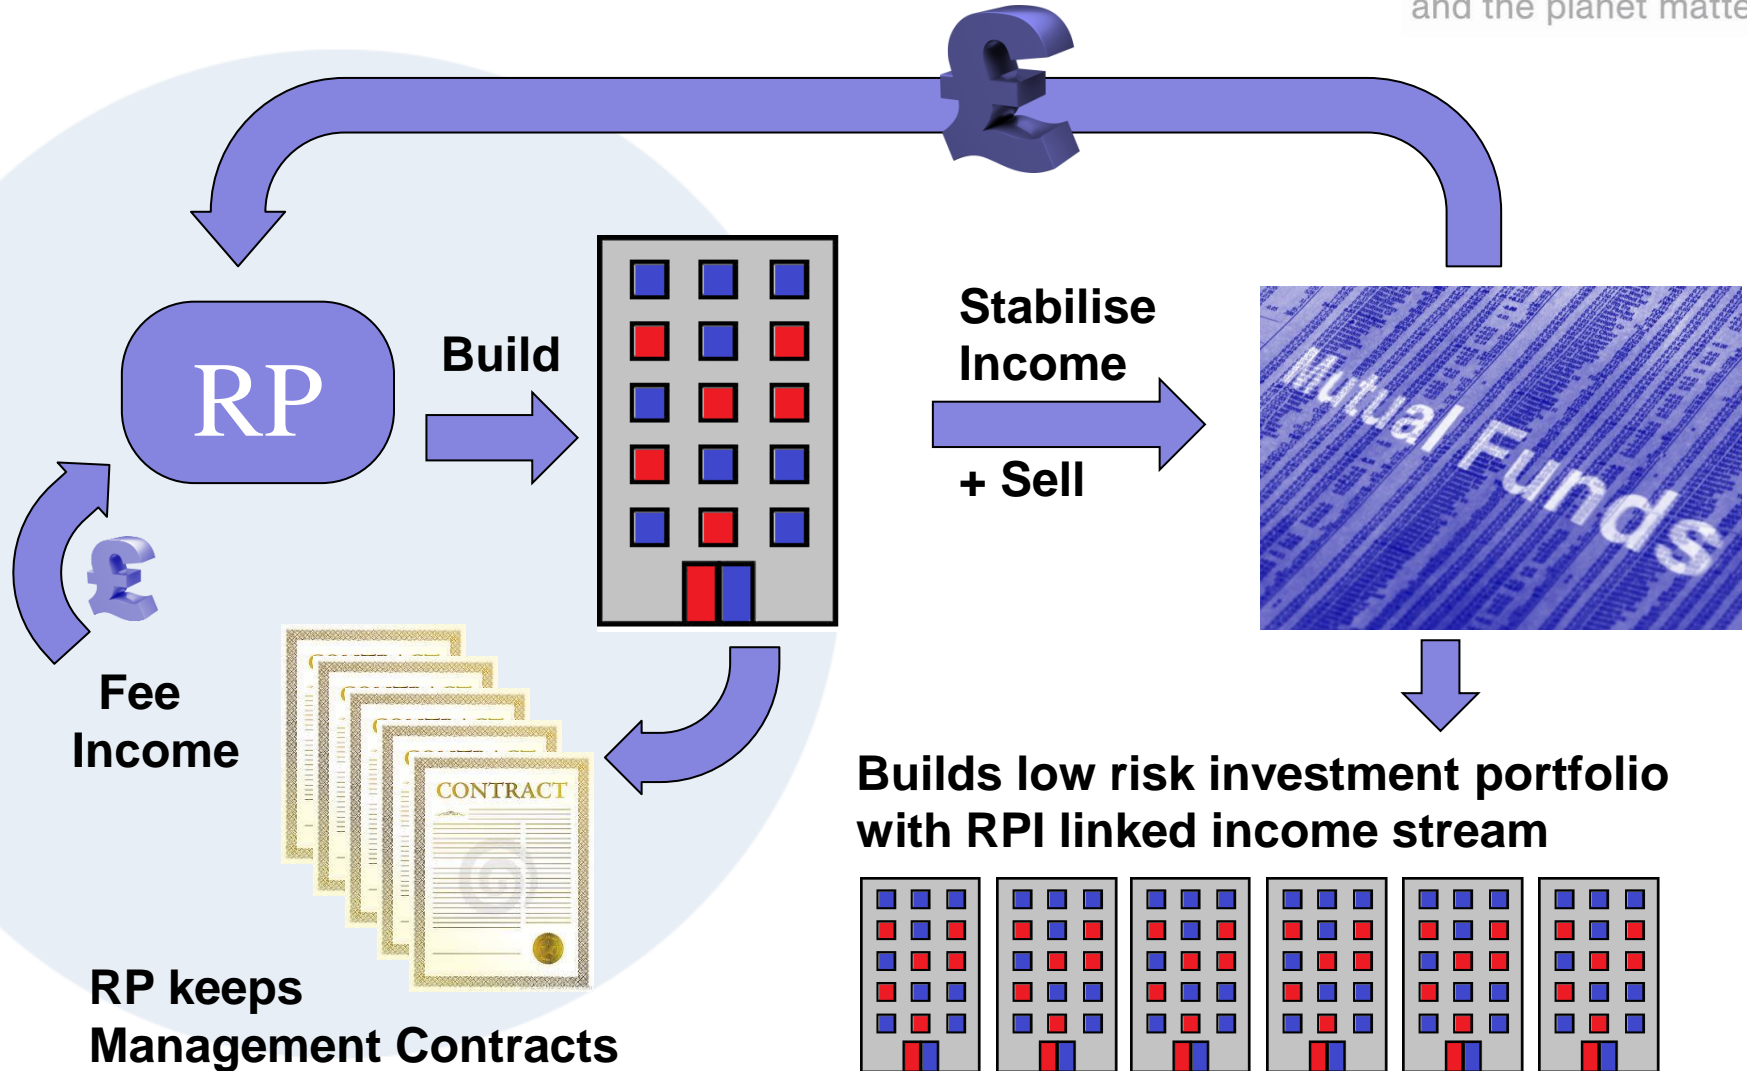 and the planet matte
£
RP
Build
Stabilise
Income
+ Sell
Mutual Funds
£
Fee
Income
CONTRACT
CONTRACT
Builds low risk investment portfolio
with RPI linked income stream
RP keeps
Management Contracts